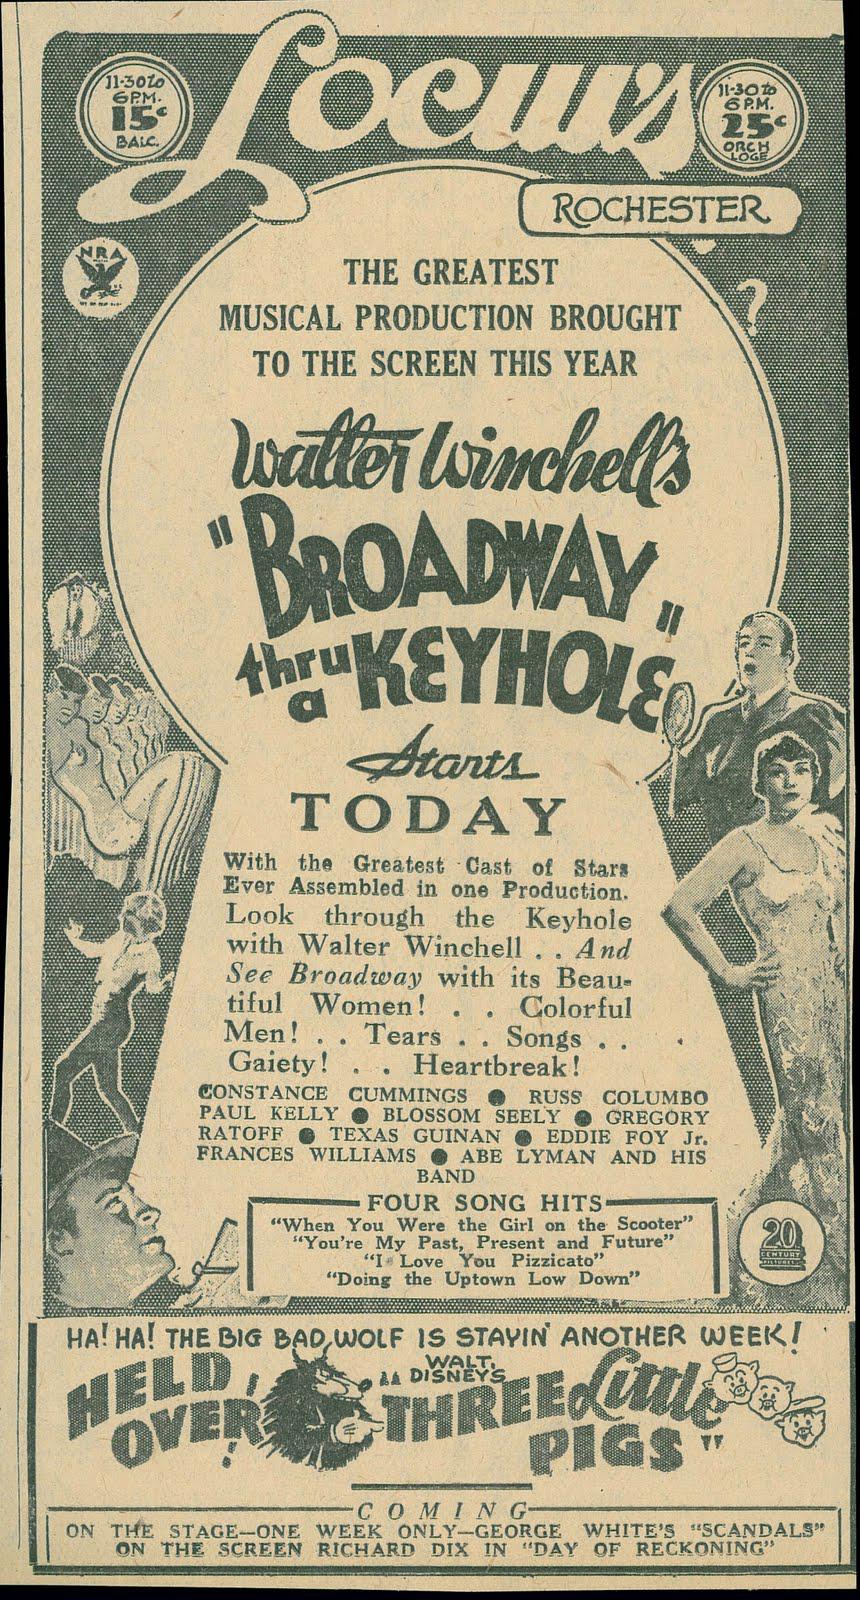 Loew's
11-30 to
6 P.M.
15¢
BALC.
11-30 to
6 P.M.
25¢
ORCH
LOGE
ROCHESTER
NRA
?
THE GREATEST
MUSICAL PRODUCTION BROUGHT
TO THE SCREEN THIS YEAR
Walter Winchell's
"BROADWAY"
thru a KEYHOLE
Starts
TODAY
With the Greatest Cast of Stars
Ever Assembled in one Production.
Look through the Keyhole
with Walter Winchell . . And
See Broadway with its Beau-
tiful Women! . . Colorful
Men! . . Tears . . Songs . .
Gaiety! . . Heartbreak!
CONSTANCE CUMMINGS ● RUSS COLUMBO
PAUL KELLY ● BLOSSOM SEELY ● GREGORY
RATOFF ● TEXAS GUINAN ● EDDIE FOY Jr.
FRANCES WILLIAMS ● ABE LYMAN AND HIS
BAND
FOUR SONG HITS
"When You Were the Girl on the Scooter"
"You're My Past, Present and Future"
"I Love You Pizzicato"
"Doing the Uptown Low Down"
20
CENTURY
PICTURES
HA! HA! THE BIG BAD WOLF IS STAYIN' ANOTHER WEEK!
HELD OVER!
WALT DISNEY'S
"THREE Little PIGS"
COMING
ON THE STAGE—ONE WEEK ONLY—GEORGE WHITE'S "SCANDALS"
ON THE SCREEN RICHARD DIX IN "DAY OF RECKONING"